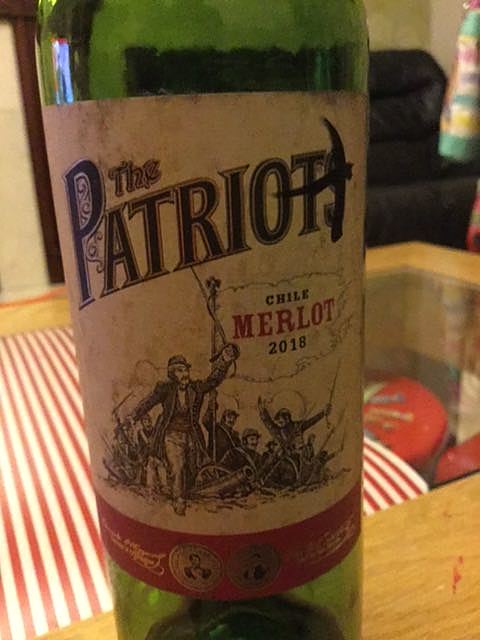 The
PATRIOTS
CHILE
MERLOT
2018